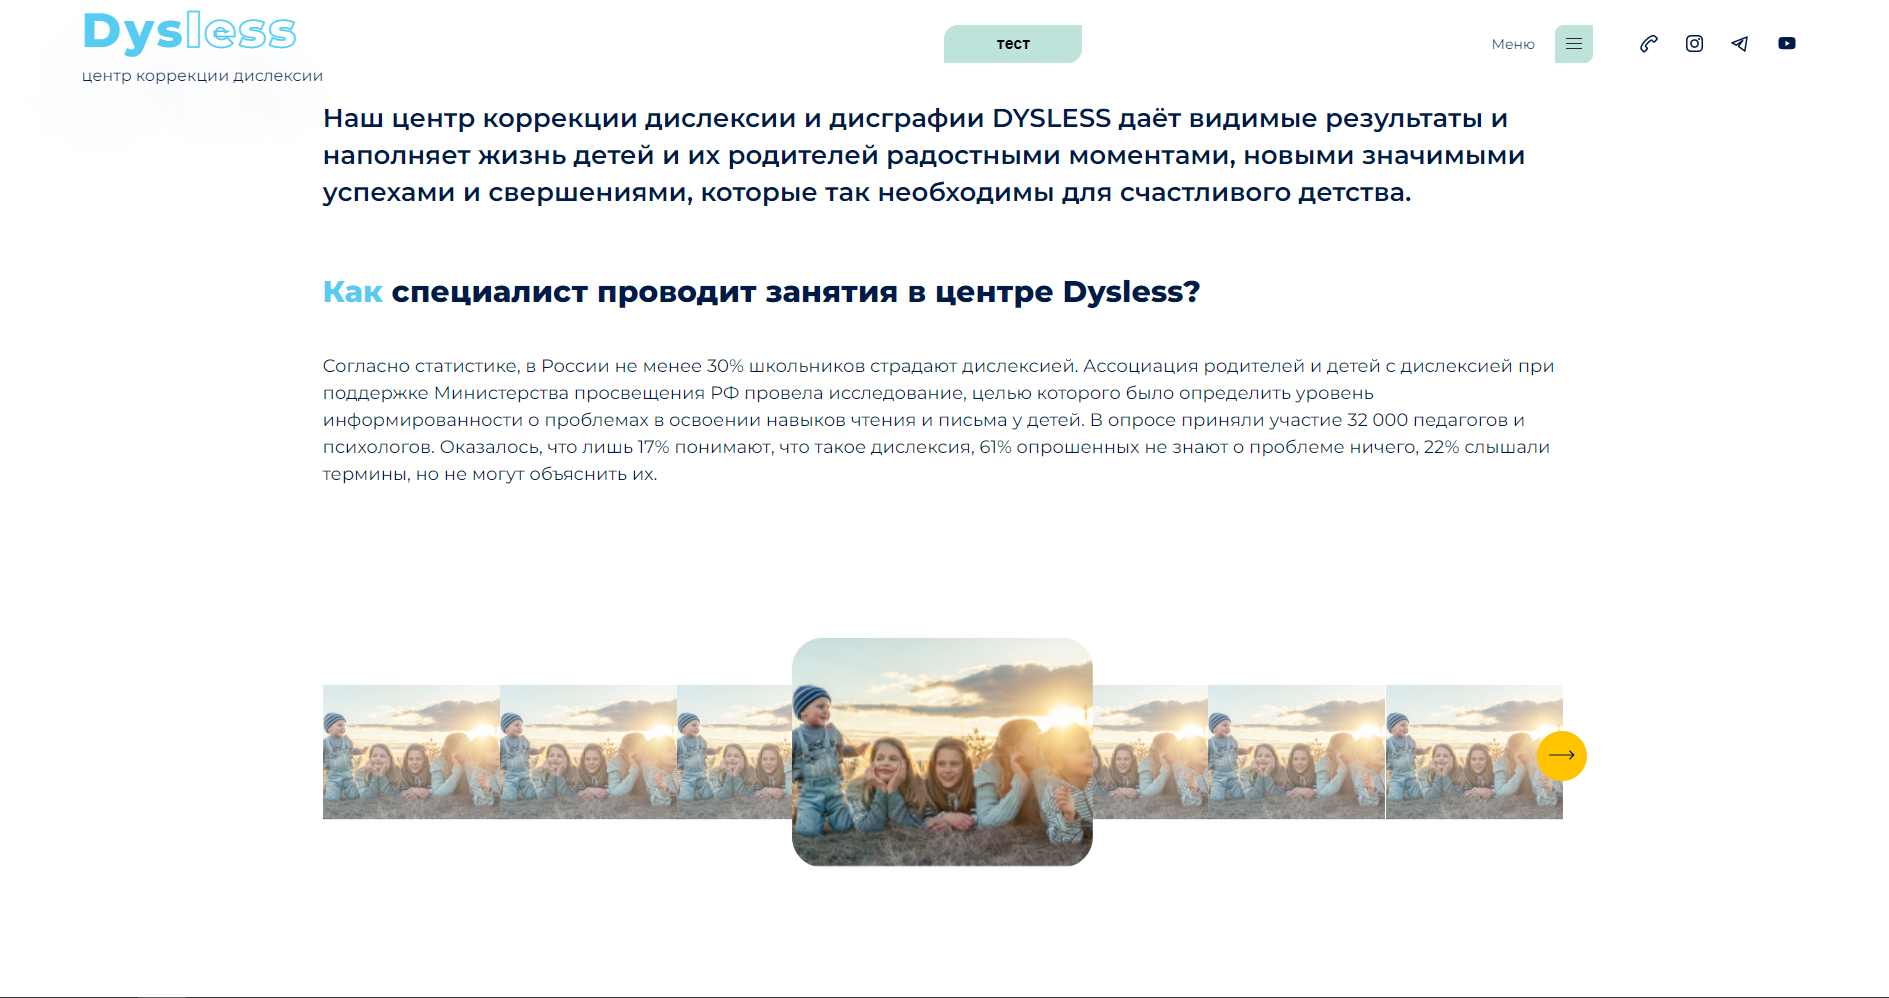 Dysless
центр коррекции дислексии
тест
Меню
Наш центр коррекции дислексии и дисграфии DYSLESS даёт видимые результаты и
наполняет жизнь детей и их родителей радостными моментами, новыми значимыми
успехами и свершениями, которые так необходимы для счастливого детства.
Как специалист проводит занятия в центре Dysless?
Согласно статистике, в России не менее 30% школьников страдают дислексией. Ассоциация родителей и детей с дислексией при
поддержке Министерства просвещения РФ провела исследование, целью которого было определить уровень
информированности о проблемах в освоении навыков чтения и письма у детей. В опросе приняли участие 32 000 педагогов и
психологов. Оказалось, что лишь 17% понимают, что такое дислексия, 61% опрошенных не знают о проблеме ничего, 22% слышали
термины, но не могут объяснить их.